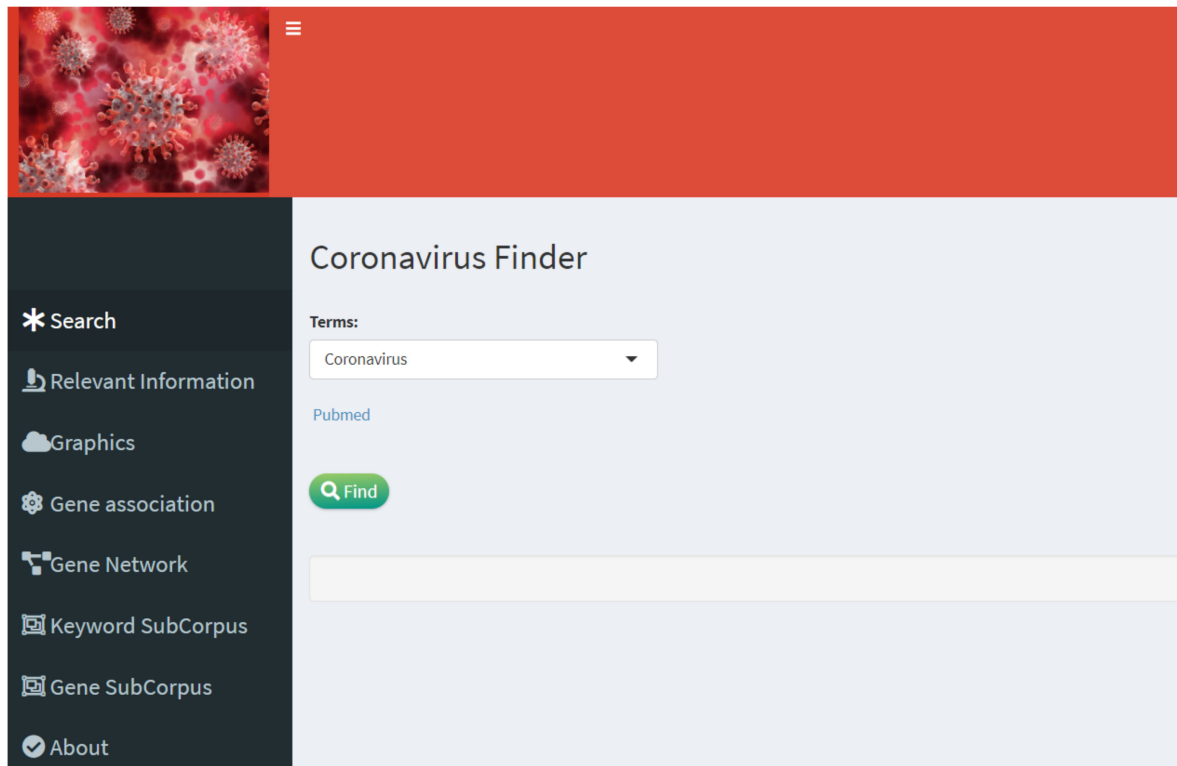 Coronavirus Finder
Search
Terms:
Coronavirus
Relevant Information
Pubmed
Graphics
Find
Gene association
Gene Network
Keyword SubCorpus
Gene SubCorpus
About